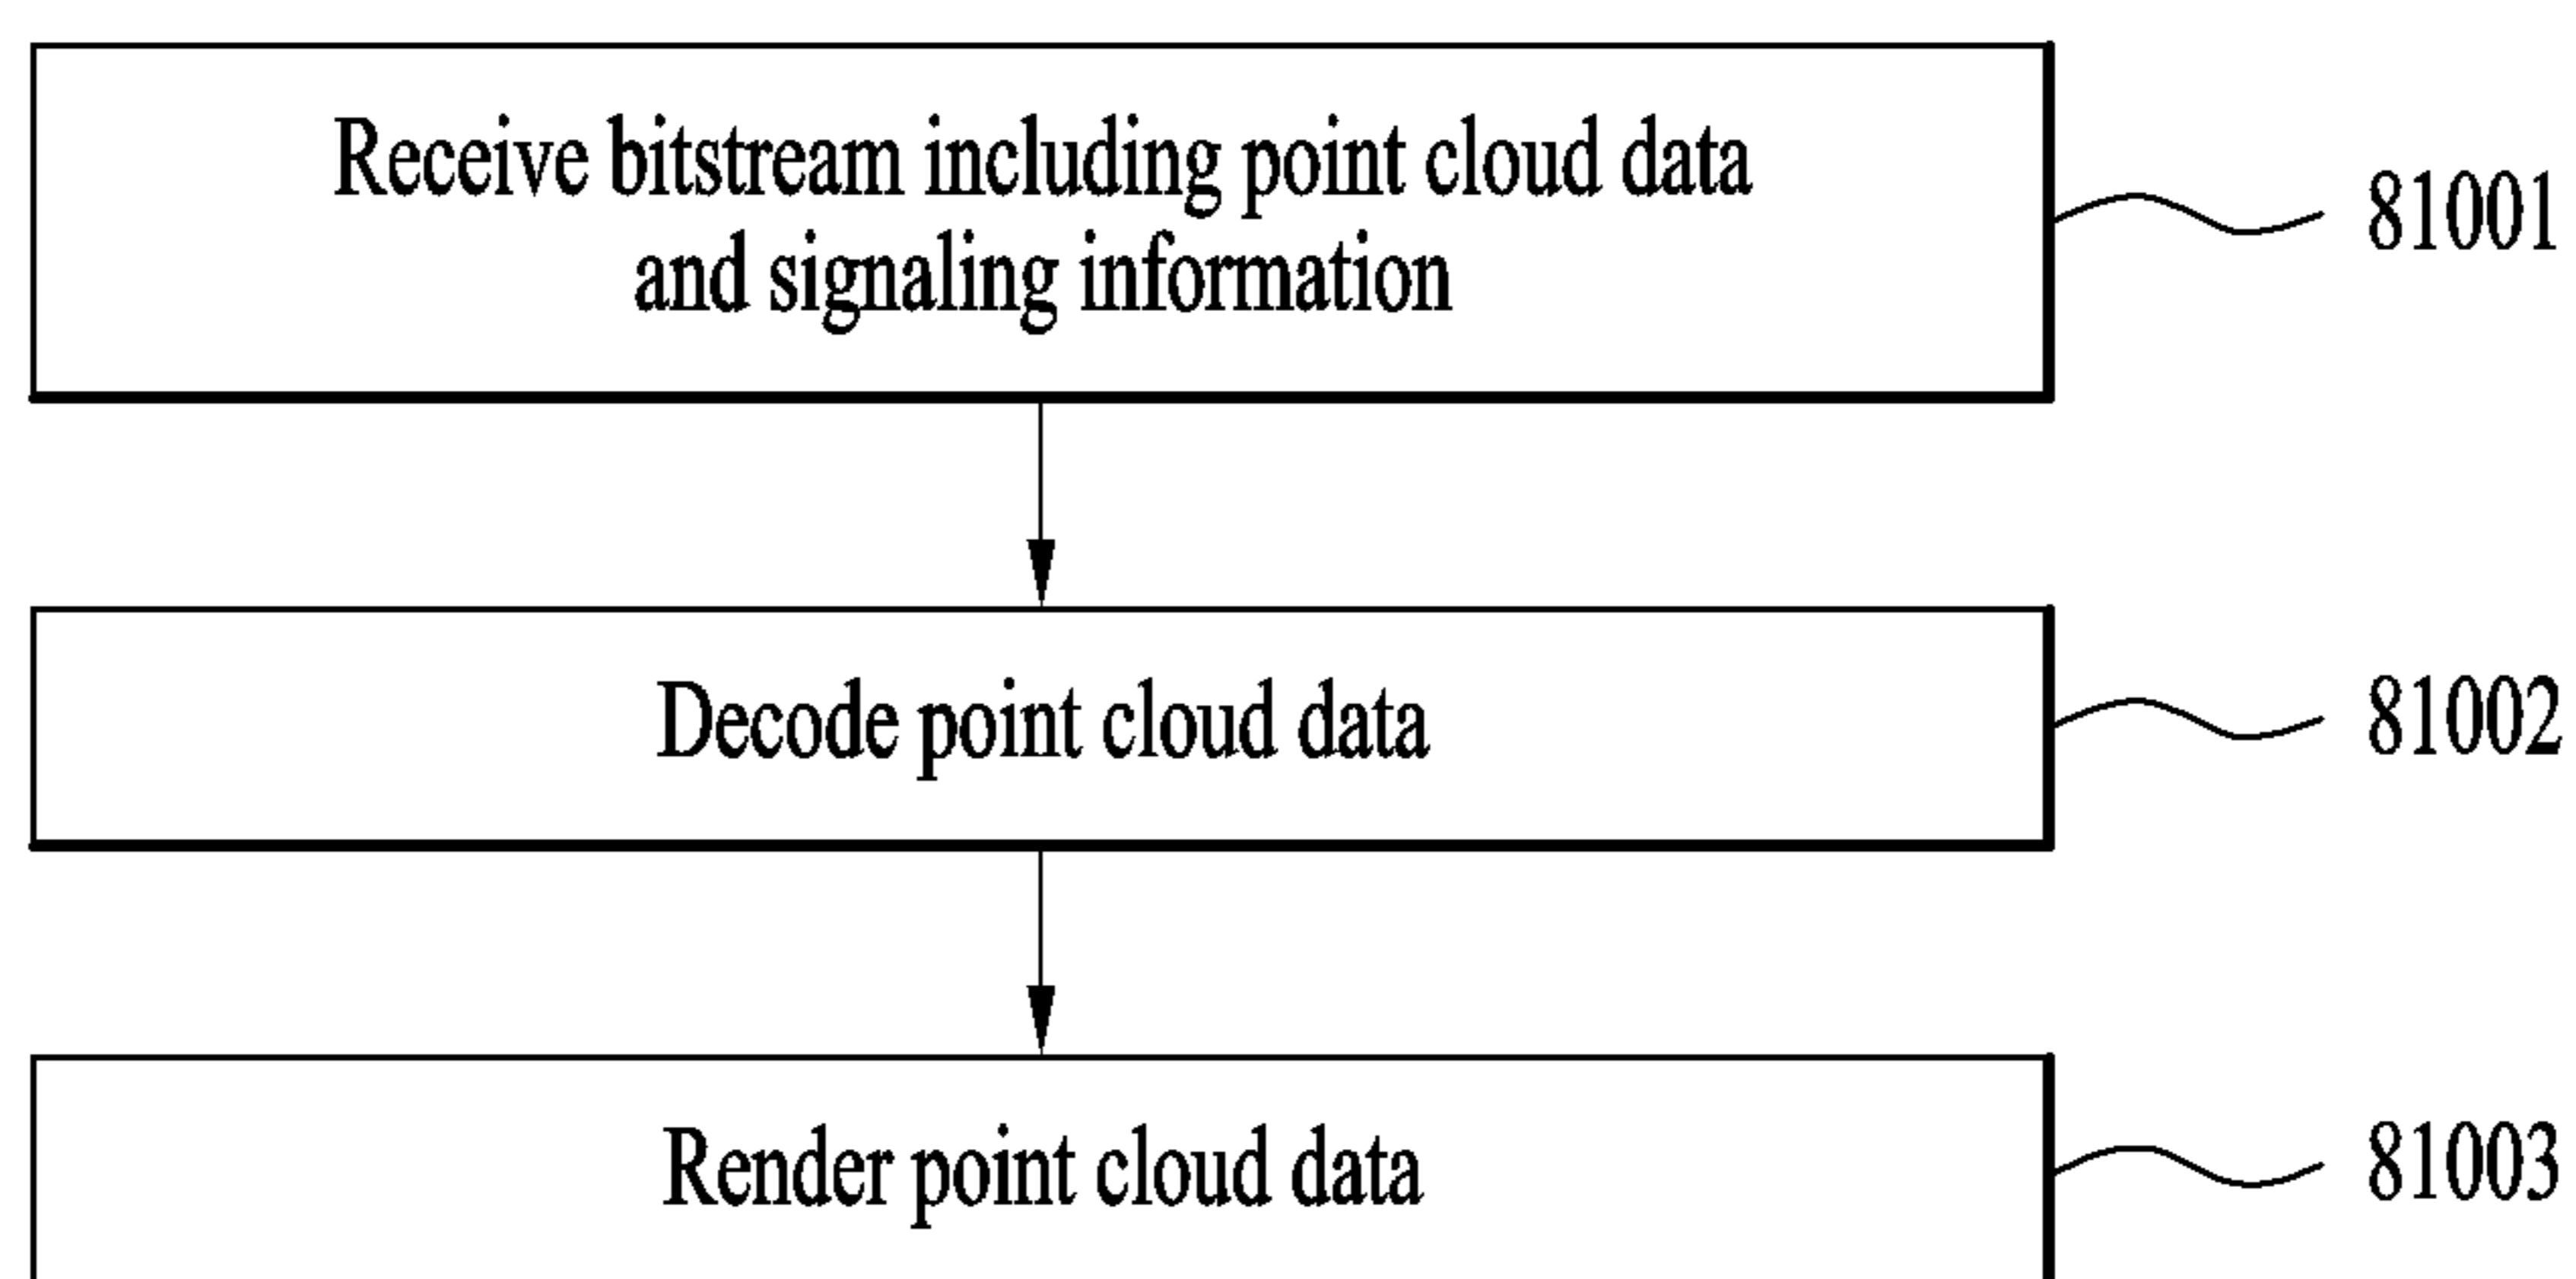 Receive bitstream including point cloud data
and signaling information
81001
Decode point cloud data
81002
Render point cloud data
81003